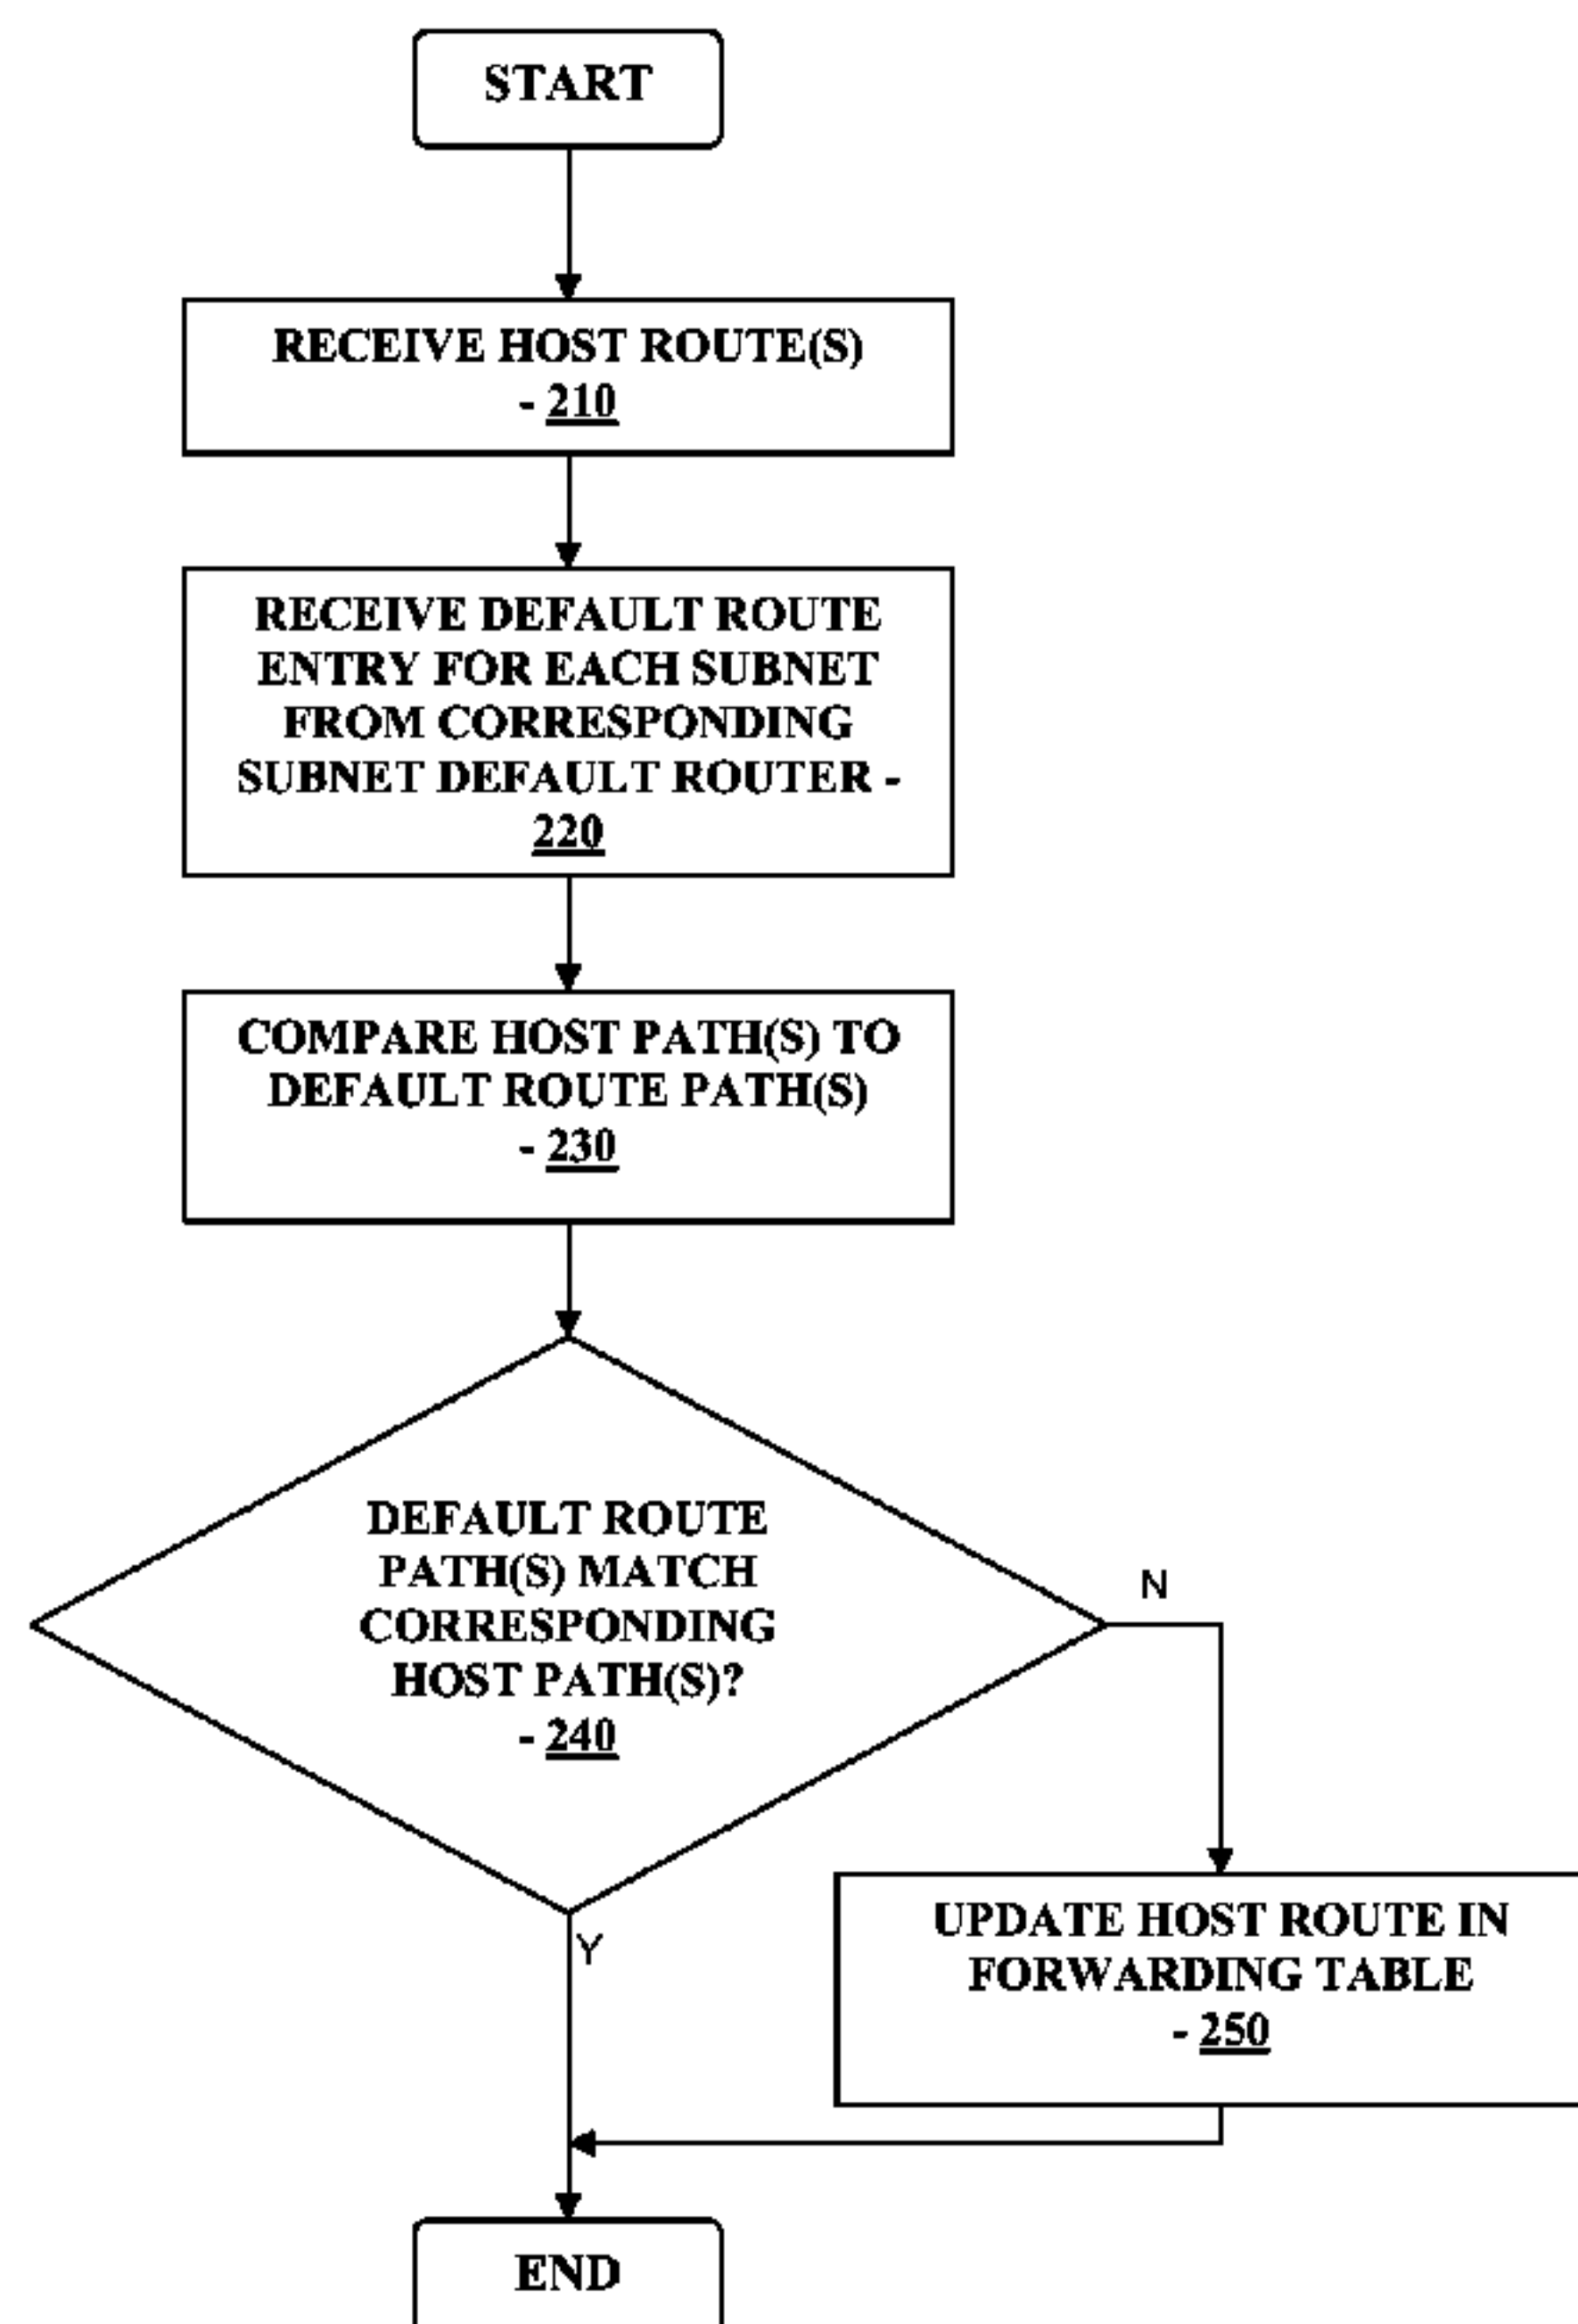 START
RECEIVE HOST ROUTE(S)
- 210
RECEIVE DEFAULT ROUTE
ENTRY FOR EACH SUBNET
FROM CORRESPONDING
SUBNET DEFAULT ROUTER -
220
COMPARE HOST PATH(S) TO
DEFAULT ROUTE PATH(S)
- 230
DEFAULT ROUTE
PATH(S) MATCH
CORRESPONDING
HOST PATH(S)?
- 240
N
Y
UPDATE HOST ROUTE IN
FORWARDING TABLE
- 250
END